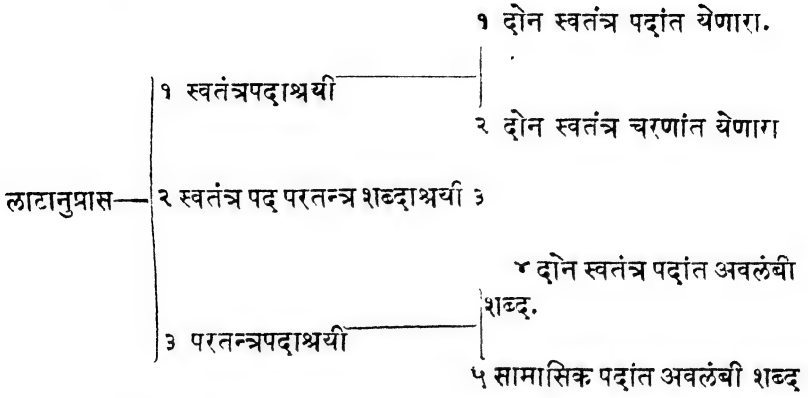 १ दोन स्वतंत्र पदांत येणारा.
१ स्वतंत्रपदाश्रयी
२ दोन स्वतंत्र चरणांत येणारा
लाटानुप्रास
२ स्वतंत्र पद परतन्त्र शब्दाश्रयी ३
४ दोन स्वतंत्र पदांत अवलंबी
शब्द.
३ परतन्त्रपदाश्रयी
५ सामासिक पदांत अवलंबी शब्द